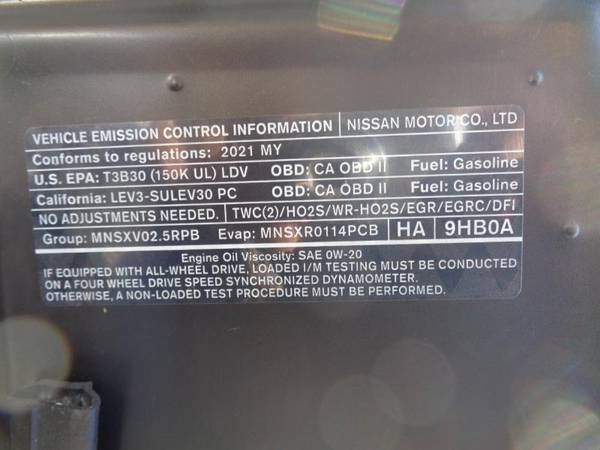 VEHICLE EMISSION CONTROL INFORMATION NISSAN MOTOR CO., LTD
Conforms to regulations: 2021 MY
U.S. EPA: T3B30 (150K UL) LDV OBD: CA OBD II Fuel: Gasoline
California: LEV3-SULEV30 PC OBD: CA OBD II Fuel: Gasoline
NO ADJUSTMENTS NEEDED. TWC(2)/HO2S/WR-HO2S/EGR/EGRC/DFI
Group: MNSXV02.5RPB Evap: MNSXR0114PCB HA 9HB0A
Engine Oil Viscosity: SAE 0W-20
IF EQUIPPED WITH ALL-WHEEL DRIVE, LOADED I/M TESTING MUST BE CONDUCTED
ON A FOUR WHEEL DRIVE SPEED SYNCHRONIZED DYNAMOMETER.
OTHERWISE, A NON-LOADED TEST PROCEDURE MUST BE PERFORMED.